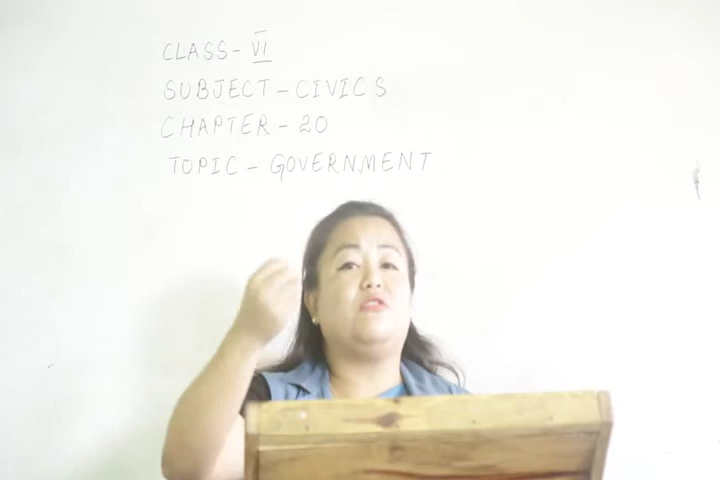 CLASS - VI
SUBJECT - CIVICS
CHAPTER - 20
TOPIC - GOVERNMENT